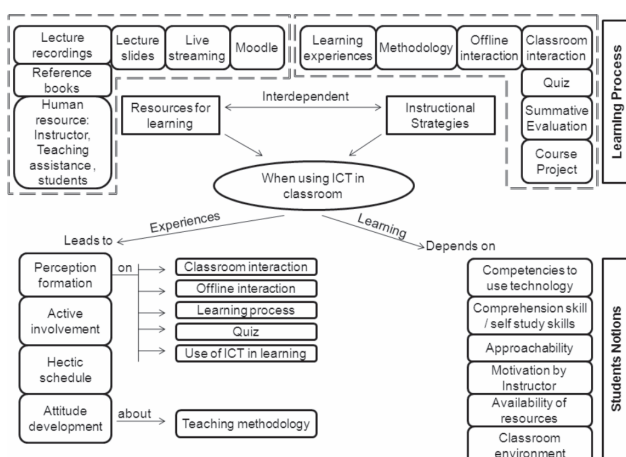 Lecture
recordings
Lecture
slides
Live
streaming
Moodle
Reference
books
Human
resource:
Instructor,
Teaching
assistance,
students
Learning
experiences
Methodology
Offline
interaction
Classroom
interaction
Quiz
Summative
Evaluation
Course
Project
Learning Process
Resources for
learning
Interdependent
Instructional
Strategies
When using ICT in
classroom
Experiences
Learning
Leads to
Depends on
Perception
formation
on
Classroom interaction
Offline interaction
Learning process
Quiz
Use of ICT in learning
Active
involvement
Hectic
schedule
Attitude
development
about
Teaching methodology
Competencies to
use technology
Comprehension skill
/ self study skills
Approachability
Motivation by
Instructor
Availability of
resources
Classroom
environment
Students Notions